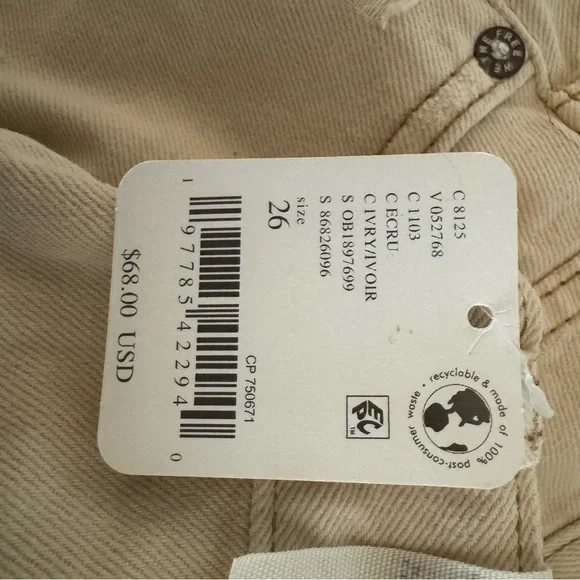 C 8125
V 052768
C 1103
C ECRU
C IVRY/IVOIR
S OB1897699
S 86826096
size
26
CP 750671
1 97785 42294 0
$68.00 USD
recyclable & made of 100% post-consumer waste •
WE THE FREE